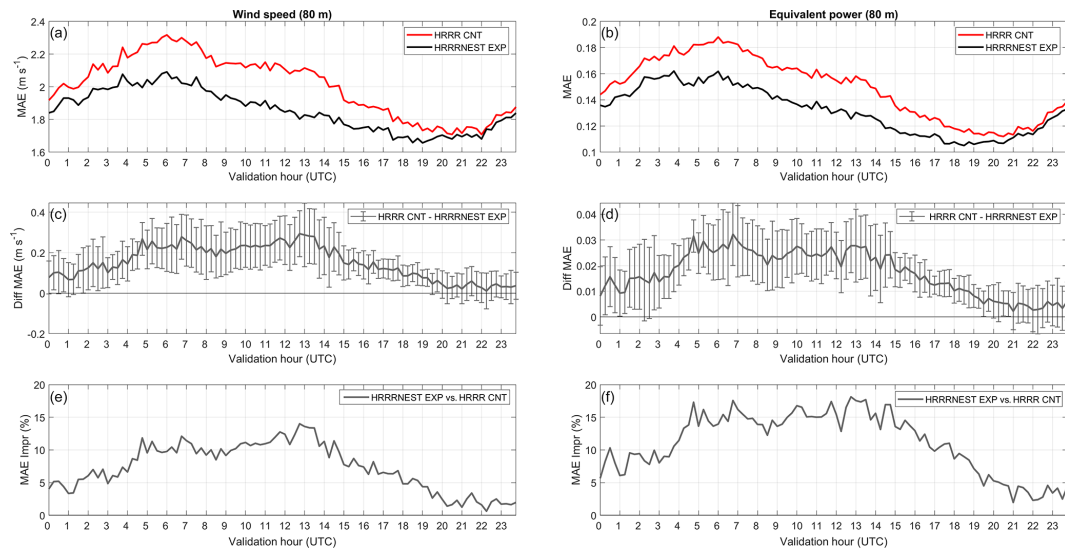 Wind speed (80 m)
(a)
HRRR CNT
HRRRNEST EXP
MAE (m s⁻¹)
2.4
2.2
2
1.8
1.6
0 1 2 3 4 5 6 7 8 9 10 11 12 13 14 15 16 17 18 19 20 21 22 23
Validation hour (UTC)
Equivalent power (80 m)
(b)
HRRR CNT
HRRRNEST EXP
MAE
0.2
0.18
0.16
0.14
0.12
0.1
0 1 2 3 4 5 6 7 8 9 10 11 12 13 14 15 16 17 18 19 20 21 22 23
Validation hour (UTC)
(c)
HRRR CNT - HRRRNEST EXP
Diff MAE (m s⁻¹)
0.4
0.2
0
-0.2
0 1 2 3 4 5 6 7 8 9 10 11 12 13 14 15 16 17 18 19 20 21 22 23
Validation hour (UTC)
(d)
HRRR CNT - HRRRNEST EXP
Diff MAE
0.04
0.03
0.02
0.01
0
0 1 2 3 4 5 6 7 8 9 10 11 12 13 14 15 16 17 18 19 20 21 22 23
Validation hour (UTC)
(e)
HRRRNEST EXP vs. HRRR CNT
MAE Impr (%)
20
15
10
5
0
0 1 2 3 4 5 6 7 8 9 10 11 12 13 14 15 16 17 18 19 20 21 22 23
Validation hour (UTC)
(f)
HRRRNEST EXP vs. HRRR CNT
MAE Impr (%)
20
15
10
5
0
0 1 2 3 4 5 6 7 8 9 10 11 12 13 14 15 16 17 18 19 20 21 22 23
Validation hour (UTC)